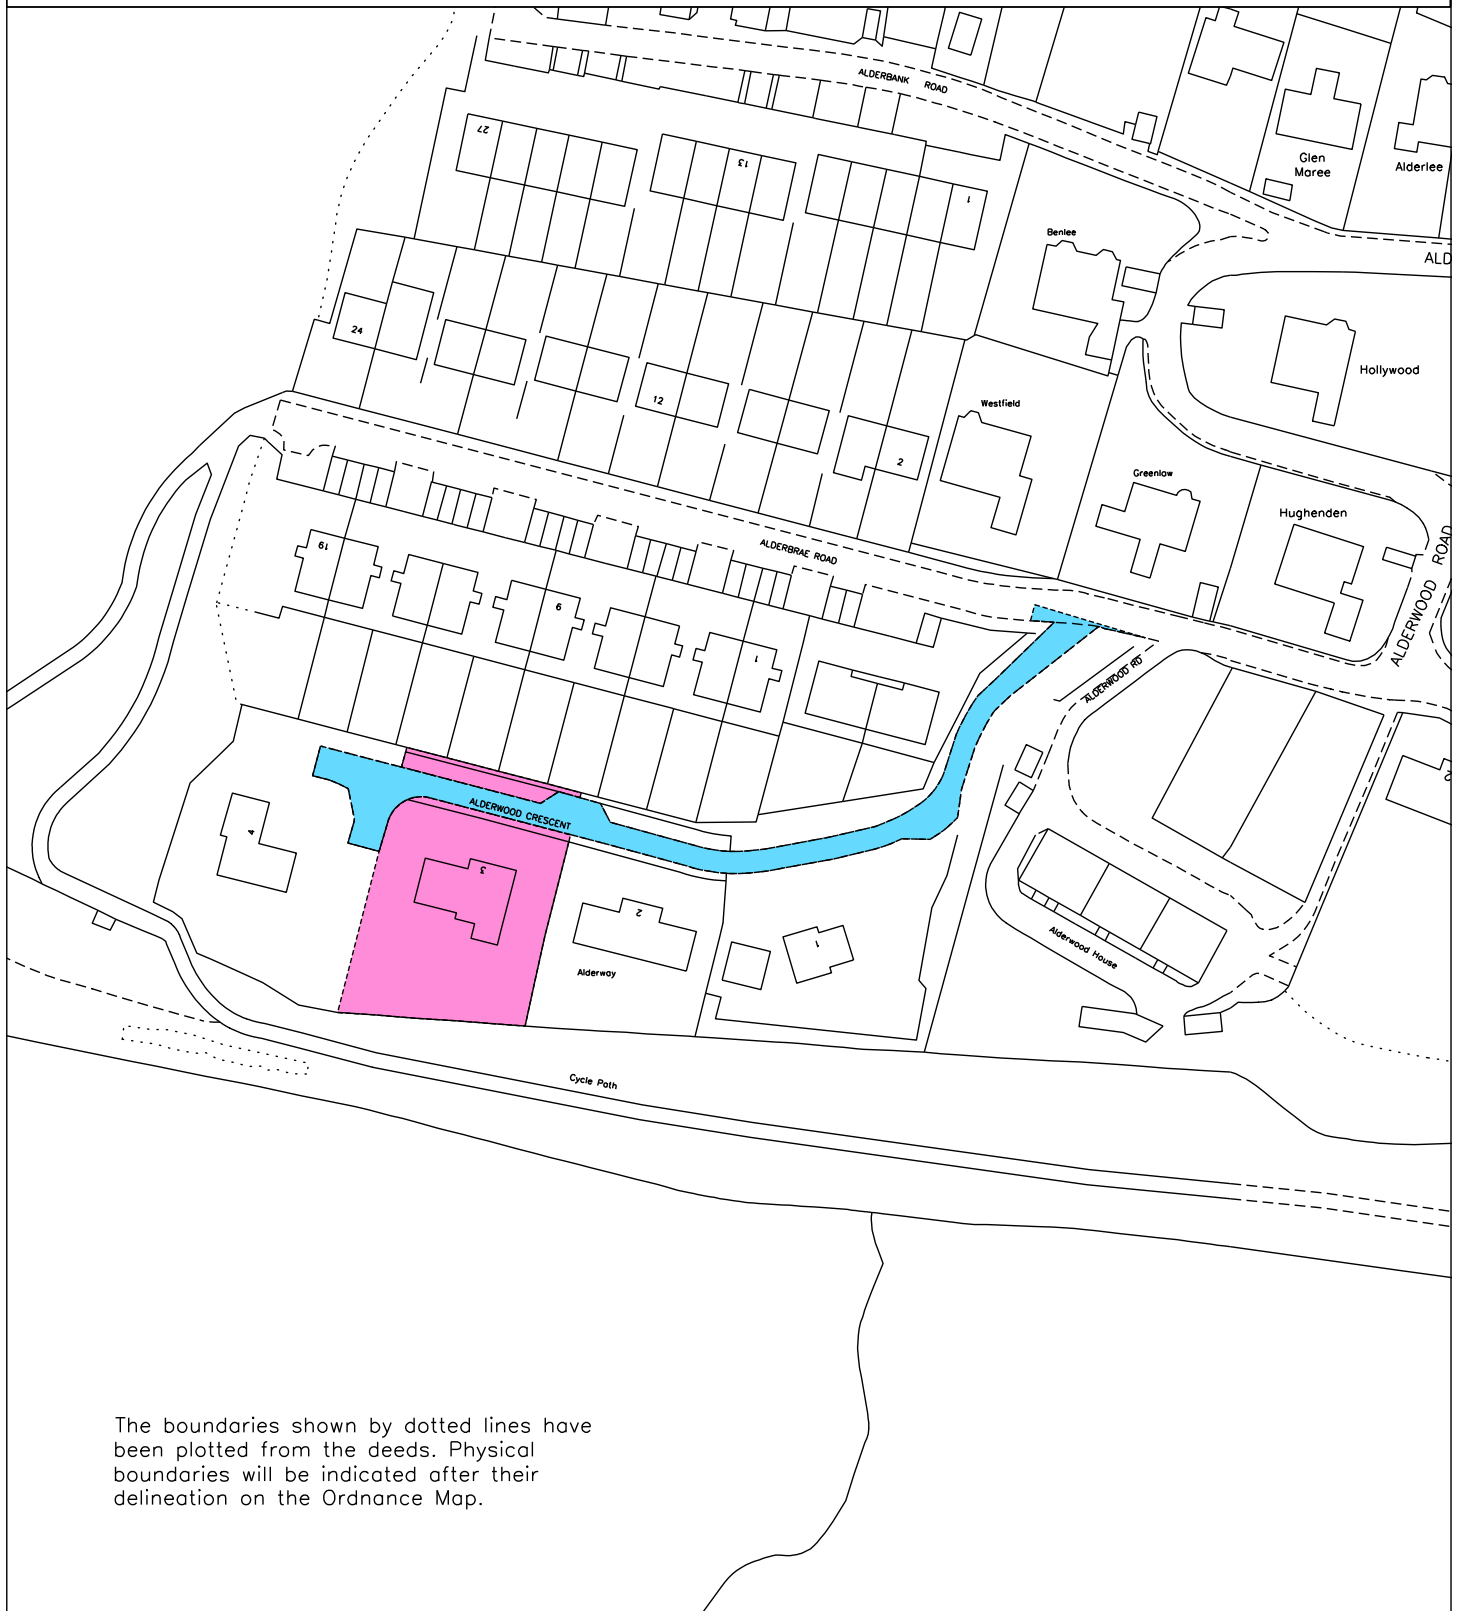 ALDERBANK ROAD
27
13
1
Glen
Maree
Alderlee
Benlee
ALD
24
Hollywood
12
Westfield
2
Greenlow
Hughenden
ALDERBRAE ROAD
19
9
1
ALDERWOOD ROAD
ALDERWOOD RD
2
ALDERWOOD CRESCENT
4
3
2
1
Alderway
Alderwood House
Cycle Path
The boundaries shown by dotted lines have
been plotted from the deeds. Physical
boundaries will be indicated after their
delineation on the Ordnance Map.